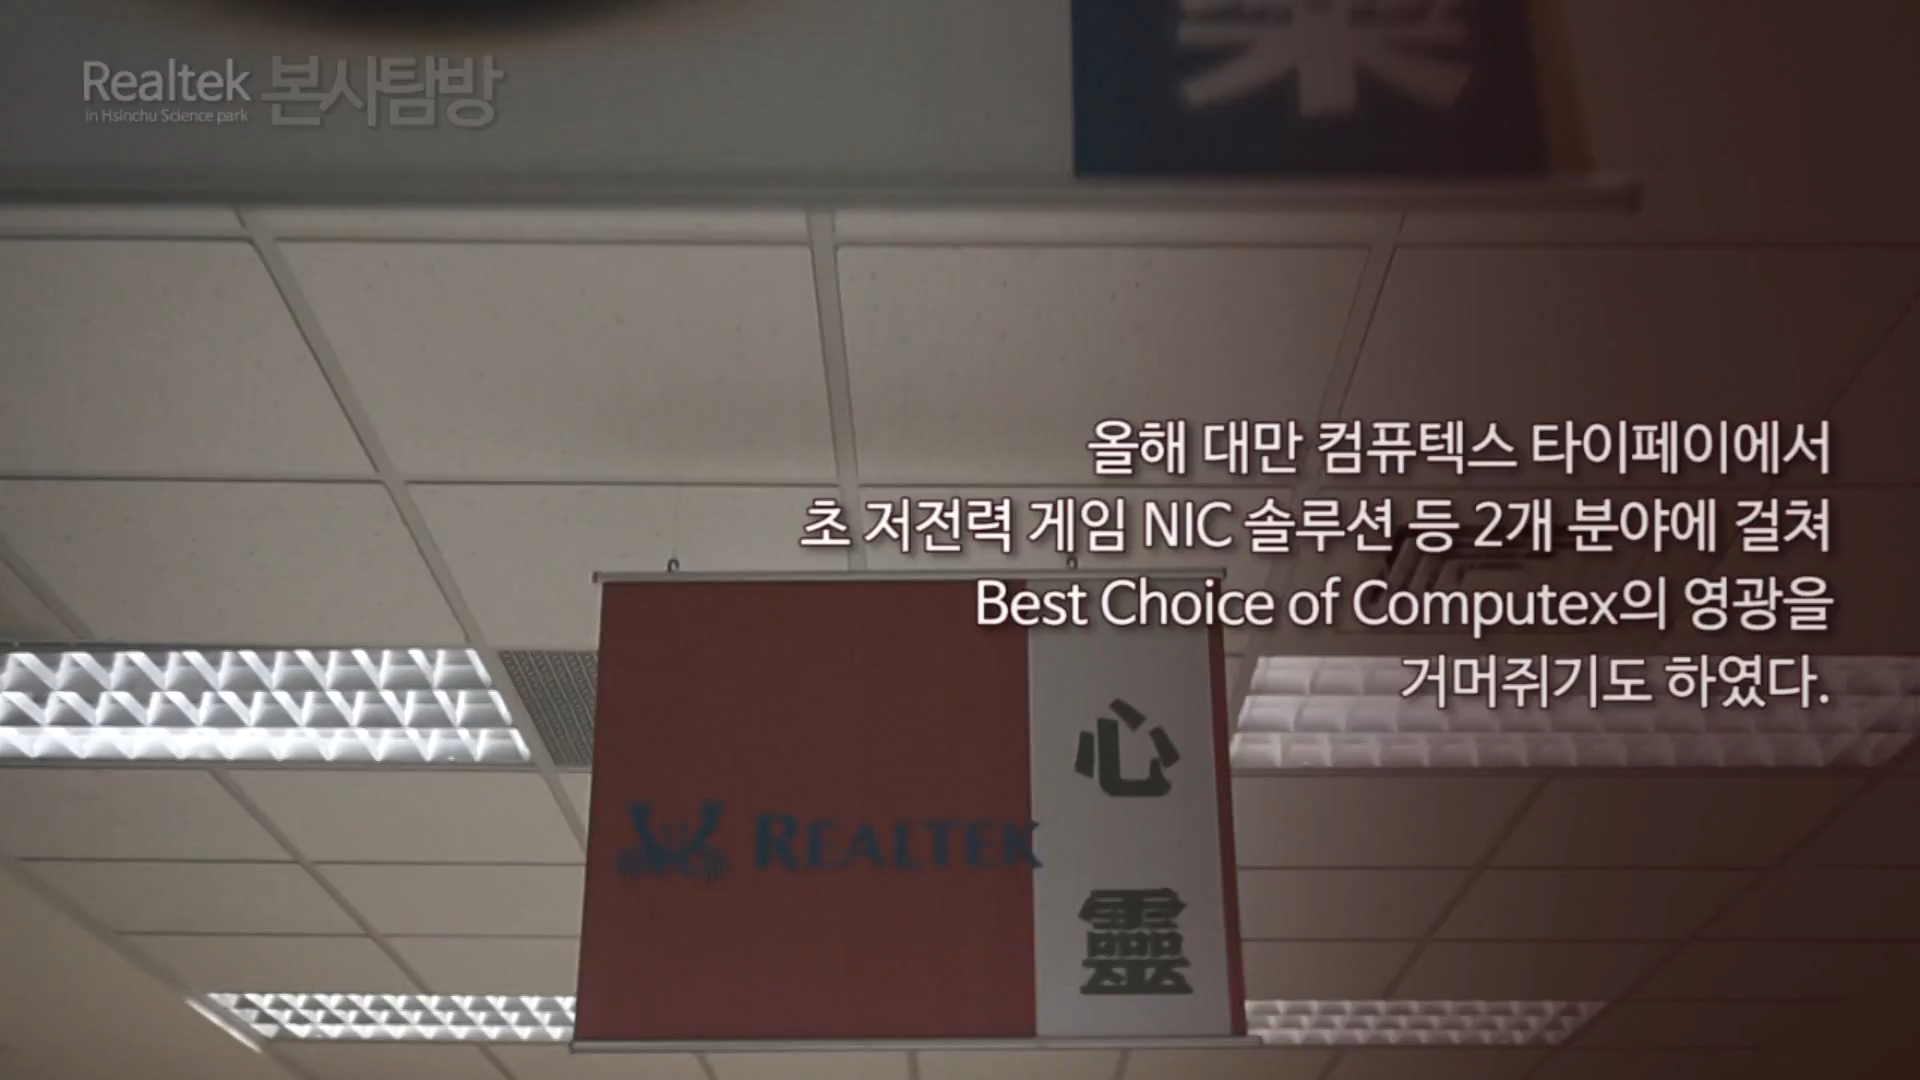 Realtek 본사탐방
in Hsinchu Science park
올해 대만 컴퓨텍스 타이페이에서
초 저전력 게임 NIC 솔루션 등 2개 분야에 걸쳐
Best Choice of Computex의 영광을
거머쥐기도 하였다.
REALTEK
心
靈